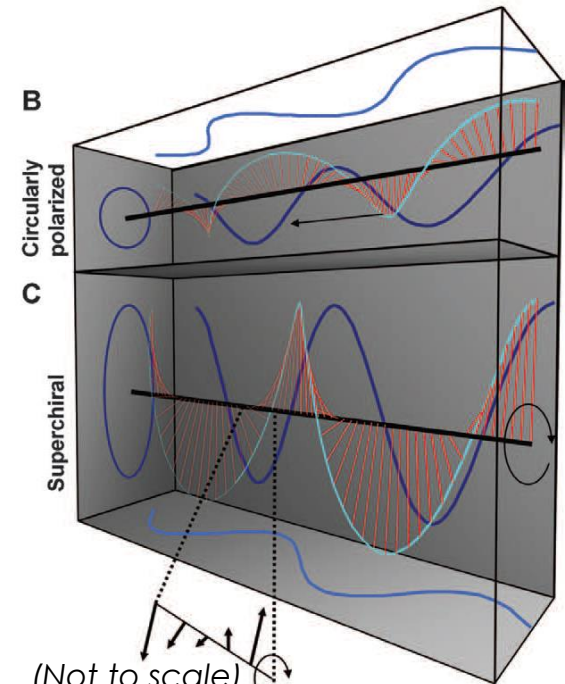 B
Circularly
polarized
C
Superchiral
(Not to scale)